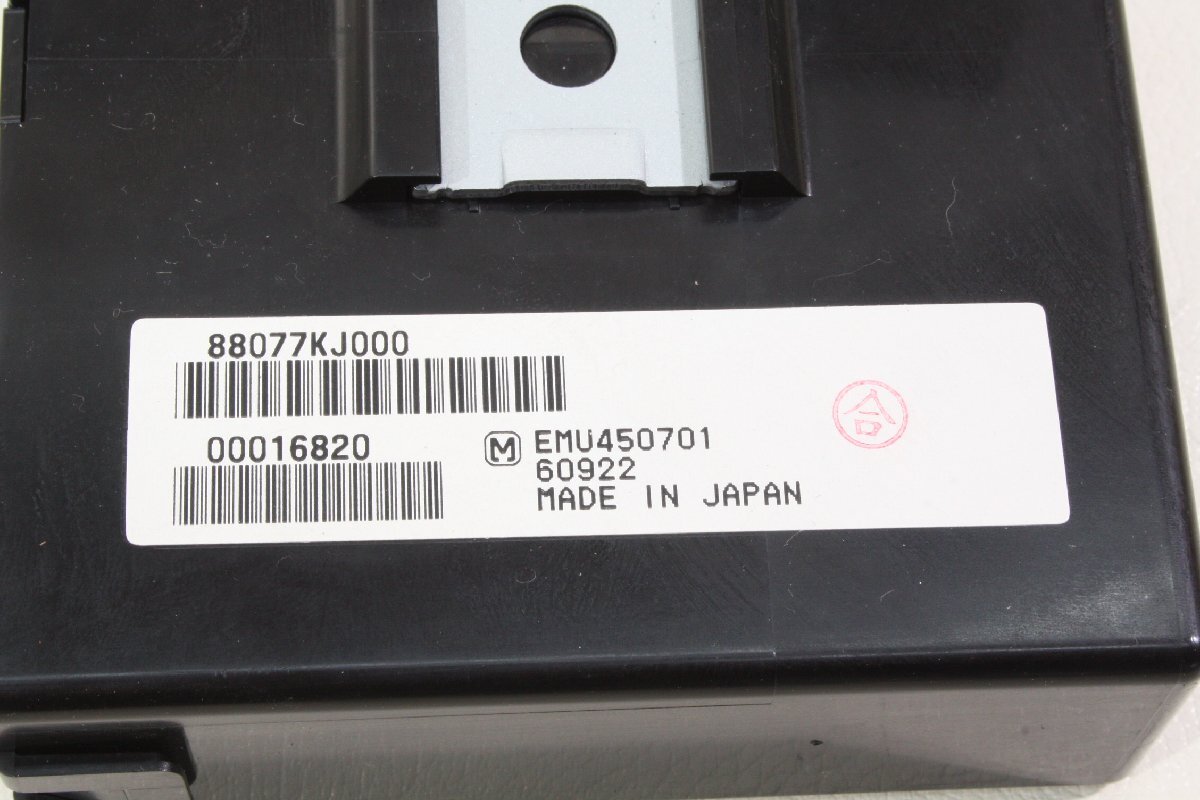 88077KJ000
00016820
M EMU450701
60922
MADE IN JAPAN
合